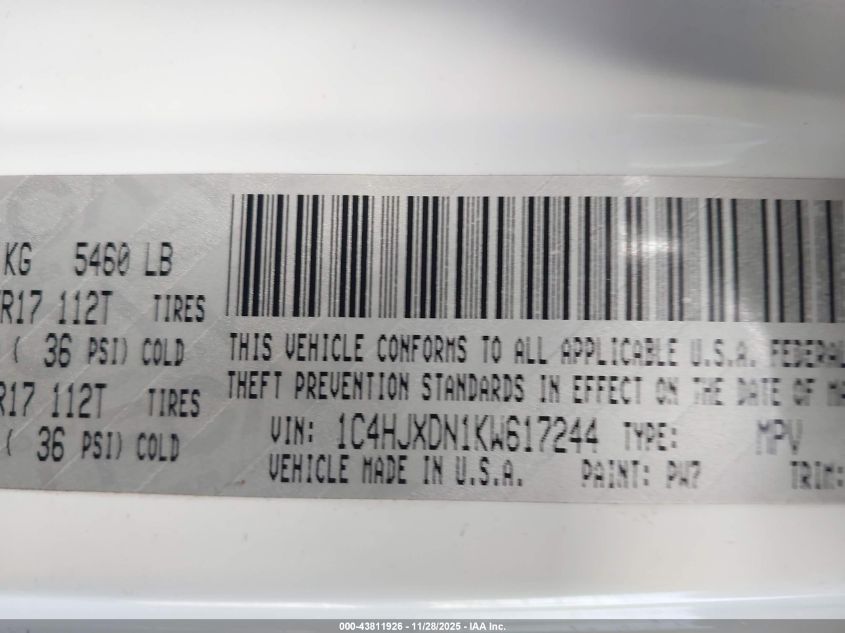 KG 5460 LB
R17 112T TIRES
( 36 PSI) COLD
R17 112T TIRES
( 36 PSI) COLD
THIS VEHICLE CONFORMS TO ALL APPLICABLE U.S.A. FEDERAL
THEFT PREVENTION STANDARDS IN EFFECT ON THE DATE OF MA
VIN: 1C4HJXDN1KW617244 TYPE: MPV
VEHICLE MADE IN U.S.A. PAINT: PW7 TRIM:
000-43811926 - 11/28/2025 - IAA Inc.